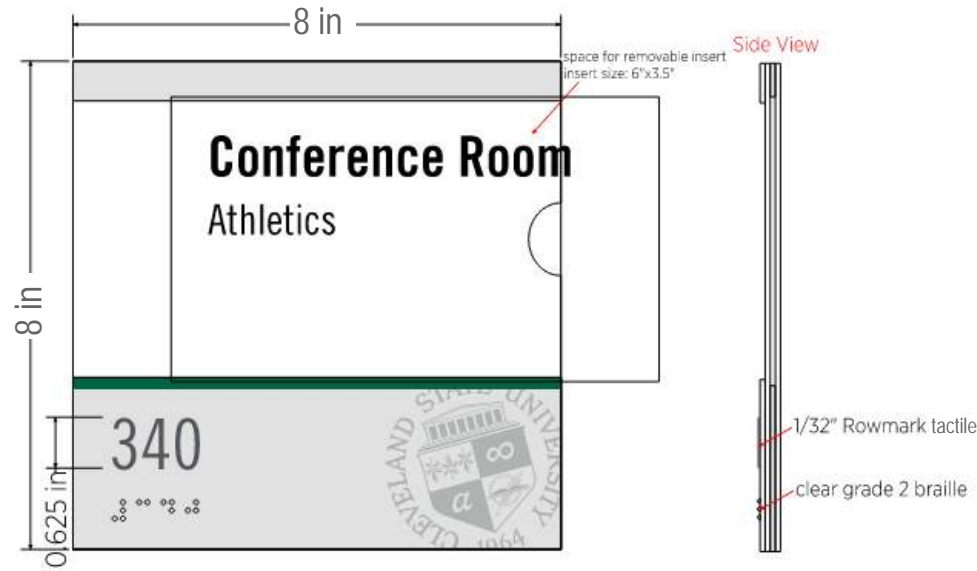 8 in
space for removable insert
insert size: 6"x3.5"
Side View
Conference Room
Athletics
8 in
340
0.625 in
⠼⠉⠙⠚
CLEVELAND STATE UNIVERSITY
α
∞
1964
1/32" Rowmark tactile
clear grade 2 braille